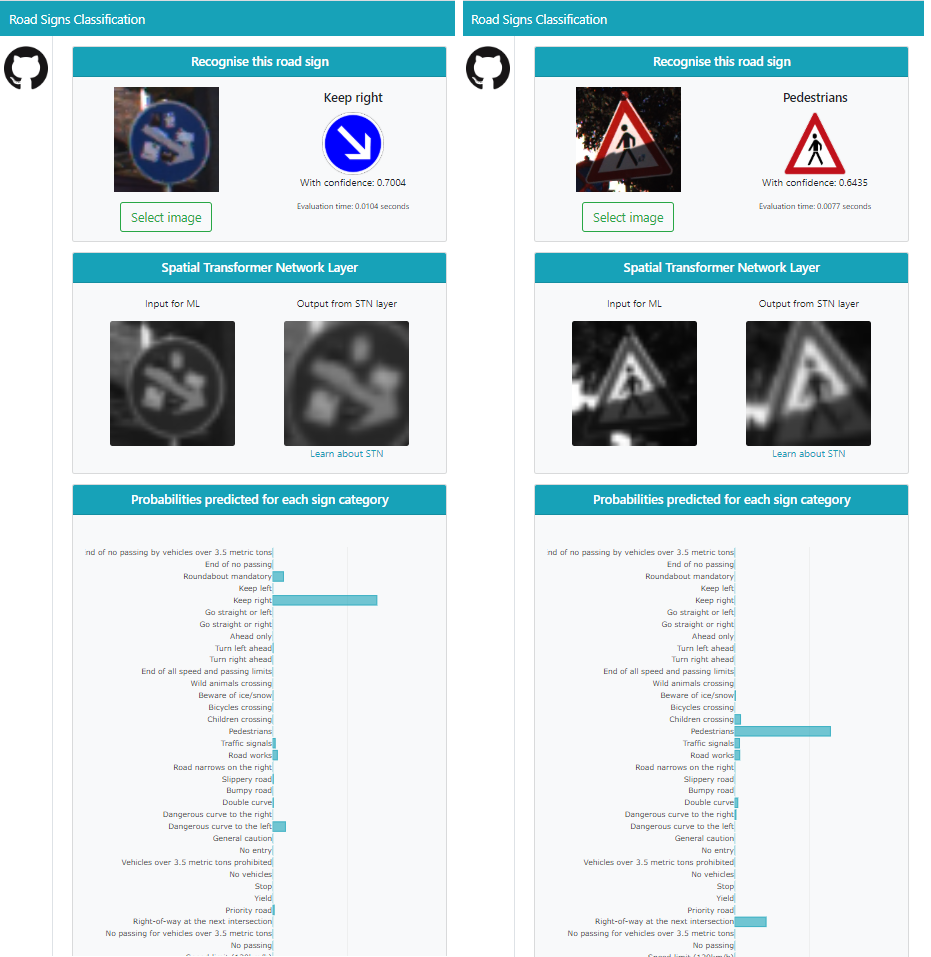 Road Signs Classification
Recognise this road sign
Keep right
With confidence: 0.7004
Evaluation time: 0.0104 seconds
Select image
Spatial Transformer Network Layer
Input for ML
Output from STN layer
Learn about STN
Probabilities predicted for each sign category
nd of no passing by vehicles over 3.5 metric tons
End of no passing
Roundabout mandatory
Keep left
Keep right
Go straight or left
Go straight or right
Ahead only
Turn left ahead
Turn right ahead
End of all speed and passing limits
Wild animals crossing
Beware of ice/snow
Bicycles crossing
Children crossing
Pedestrians
Traffic signals
Road works
Road narrows on the right
Slippery road
Bumpy road
Double curve
Dangerous curve to the right
Dangerous curve to the left
General caution
No entry
Vehicles over 3.5 metric tons prohibited
No vehicles
Stop
Yield
Priority road
Right-of-way at the next intersection
No passing for vehicles over 3.5 metric tons
No passing
Road Signs Classification
Recognise this road sign
Pedestrians
With confidence: 0.6435
Evaluation time: 0.0077 seconds
Select image
Spatial Transformer Network Layer
Input for ML
Output from STN layer
Learn about STN
Probabilities predicted for each sign category
nd of no passing by vehicles over 3.5 metric tons
End of no passing
Roundabout mandatory
Keep left
Keep right
Go straight or left
Go straight or right
Ahead only
Turn left ahead
Turn right ahead
End of all speed and passing limits
Wild animals crossing
Beware of ice/snow
Bicycles crossing
Children crossing
Pedestrians
Traffic signals
Road works
Road narrows on the right
Slippery road
Bumpy road
Double curve
Dangerous curve to the right
Dangerous curve to the left
General caution
No entry
Vehicles over 3.5 metric tons prohibited
No vehicles
Stop
Yield
Priority road
Right-of-way at the next intersection
No passing for vehicles over 3.5 metric tons
No passing